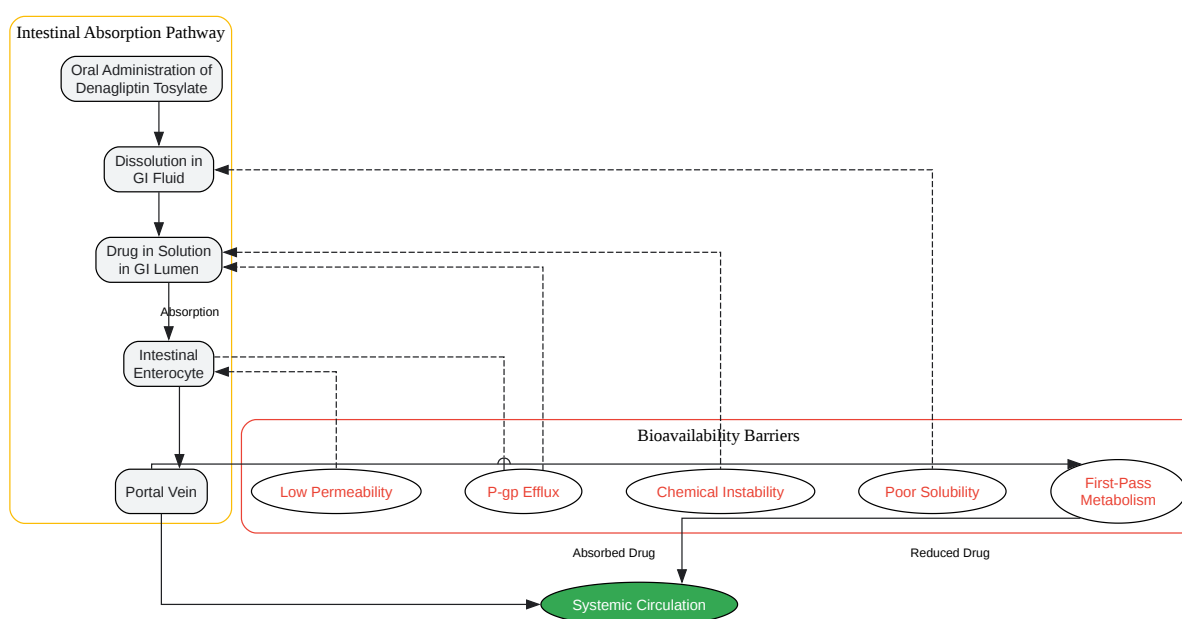 Intestinal Absorption Pathway
Oral Administration of
Denagliptin Tosylate
Dissolution in
GI Fluid
Drug in Solution
in GI Lumen
Absorption
Intestinal
Enterocyte
Bioavailability Barriers
Portal Vein
Low Permeability
P-gp Efflux
Chemical Instability
Poor Solubility
First-Pass
Metabolism
Absorbed Drug
Reduced Drug
Systemic Circulation